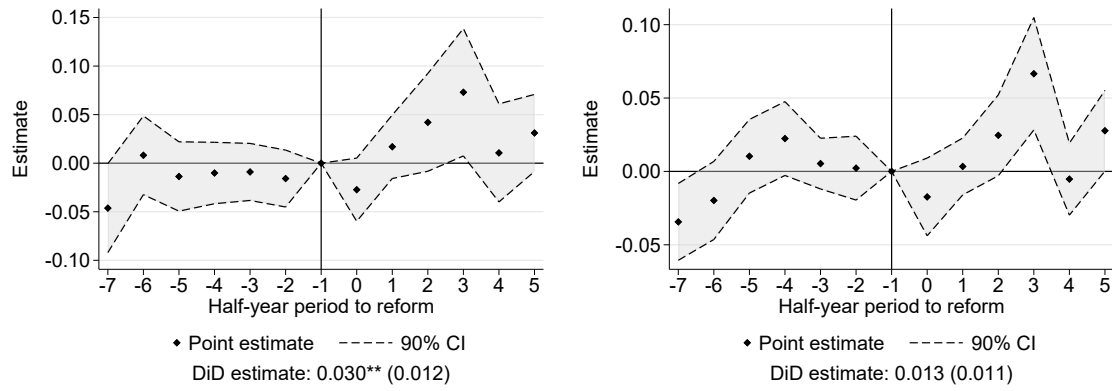 0.15
0.10
0.05
0.00
-0.05
-0.10
Estimate
-7 -6 -5 -4 -3 -2 -1 0 1 2 3 4 5
Half-year period to reform
Point estimate 90% CI
DiD estimate: 0.030** (0.012)
0.10
0.05
0.00
-0.05
Estimate
-7 -6 -5 -4 -3 -2 -1 0 1 2 3 4 5
Half-year period to reform
Point estimate 90% CI
DiD estimate: 0.013 (0.011)